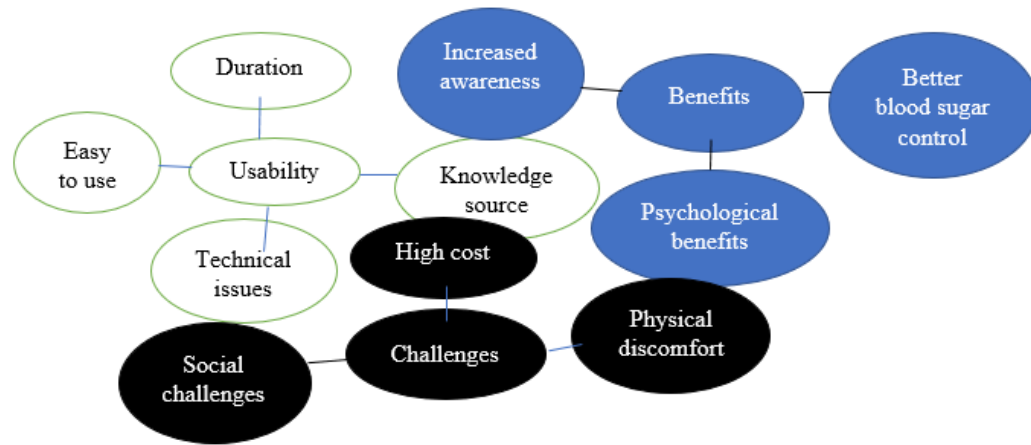 Duration
Easy
to use
Usability
Knowledge
source
Technical
issues
Increased
awareness
Benefits
Better
blood sugar
control
Psychological
benefits
High cost
Social
challenges
Challenges
Physical
discomfort